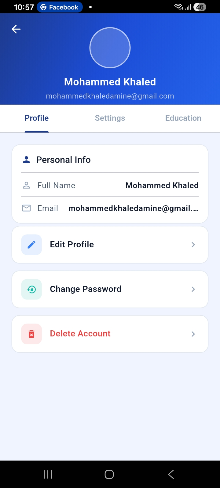 10:57 Facebook 48
Mohammed Khaled
mohammedkhaledamine@gmail.com
Profile Settings Education
Personal Info
Full Name Mohammed Khaled
Email mohammedkhaledamine@gmail....
Edit Profile
Change Password
Delete Account